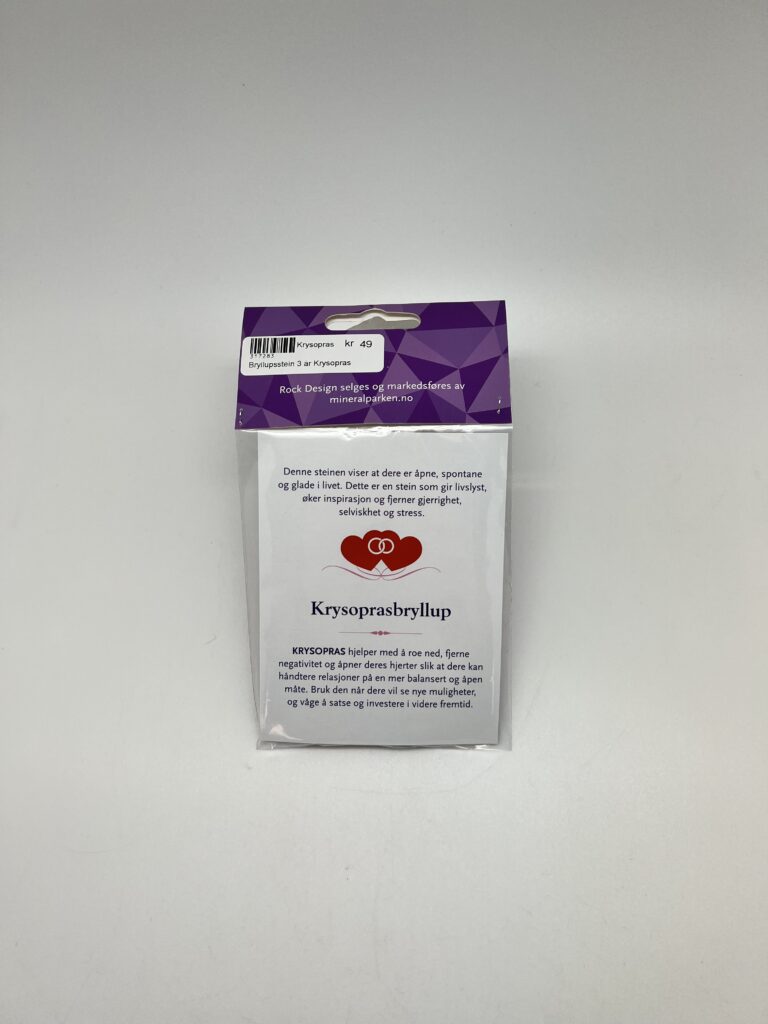 Krysopras kr 49
317283
Bryllupsstein 3 ar Krysopras
Rock Design selges og markedsføres av
mineralparken.no
Denne steinen viser at dere er åpne, spontane
og glade i livet. Dette er en stein som gir livslyst,
øker inspirasjon og fjerner gjerrighet,
selviskhet og stress.
Krysoprasbryllup
KRYSOPRAS hjelper med å roe ned, fjerne
negativitet og åpner deres hjerter slik at dere kan
håndtere relasjoner på en mer balansert og åpen
måte. Bruk den når dere vil se nye muligheter,
og våge å satse og investere i videre fremtid.